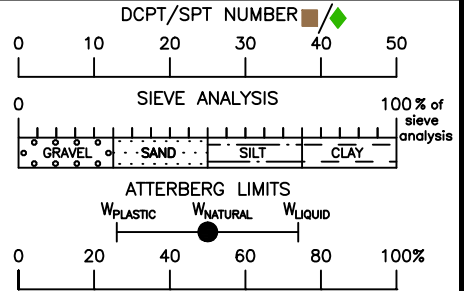 DCPT/SPT NUMBER /
0 10 20 30 40 50
SIEVE ANALYSIS
0 100% of
sieve
analysis
GRAVEL SAND SILT CLAY
ATTERBERG LIMITS
WPLASTIC WNATURAL WLIQUID
0 20 40 60 80 100%